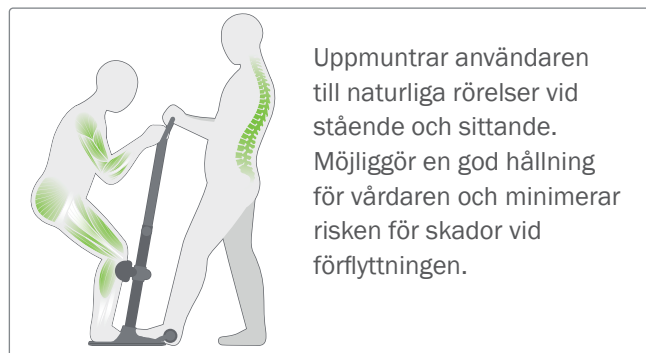 Uppmuntrar användaren
till naturliga rörelser vid
stående och sittande.
Möjliggör en god hållning
för vårdaren och minimerar
risken för skador vid
förflyttningen.